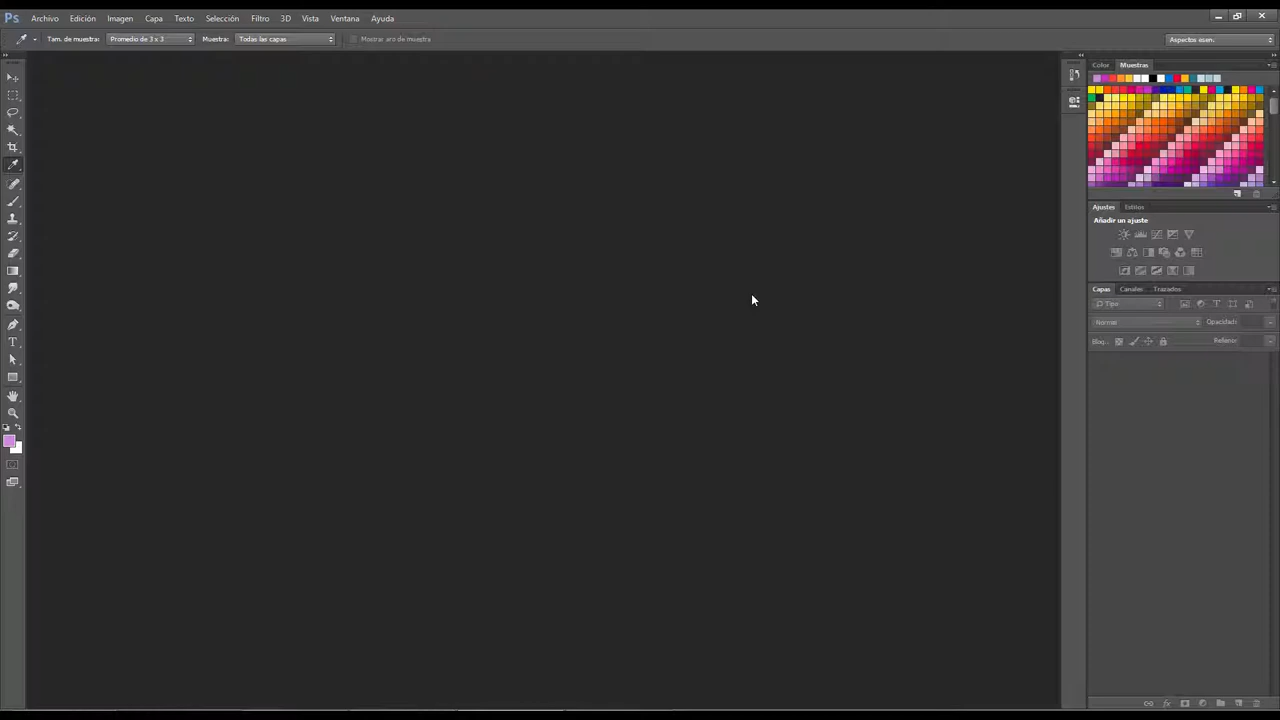 Ps Archivo Edición Imagen Capa Texto Selección Filtro 3D Vista Ventana Ayuda
Tam. de muestra: Promedio de 3 x 3 Muestra: Todas las capas Mostrar aro de muestra Aspectos esen.
Color Muestras
Ajustes Estilos
Añadir un ajuste
Capas Canales Trazados
Tipo
Normal Opacidad:
Bloq.: Relleno:
T